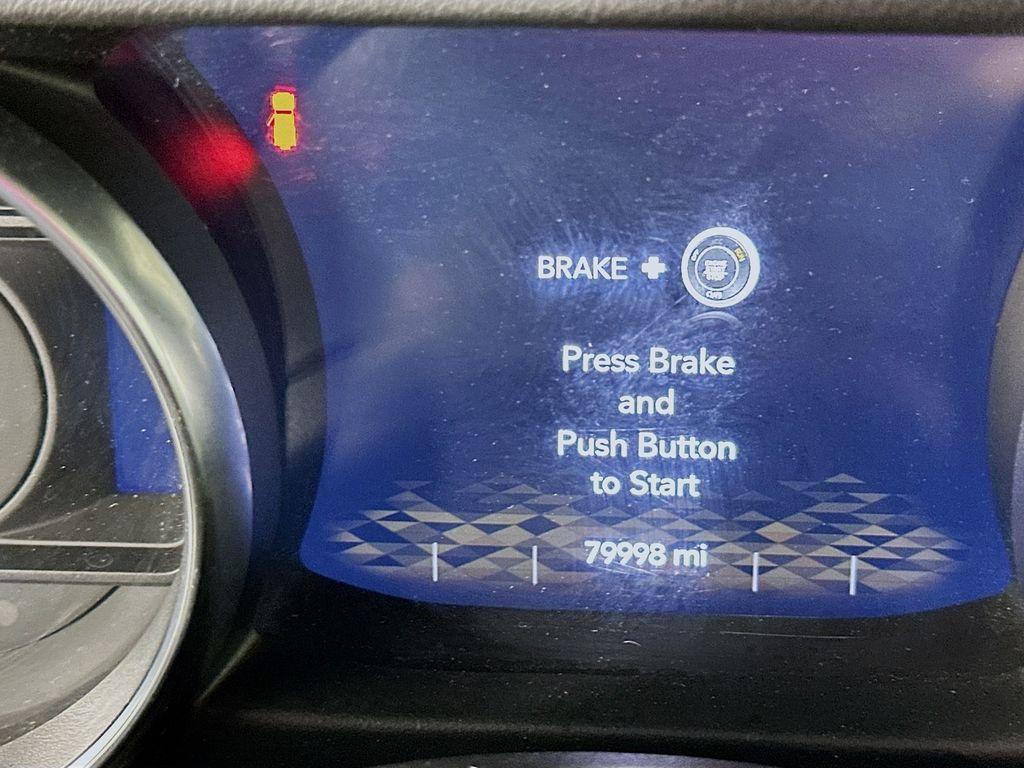 BRAKE +
Press Brake
and
Push Button
to Start
79998 mi